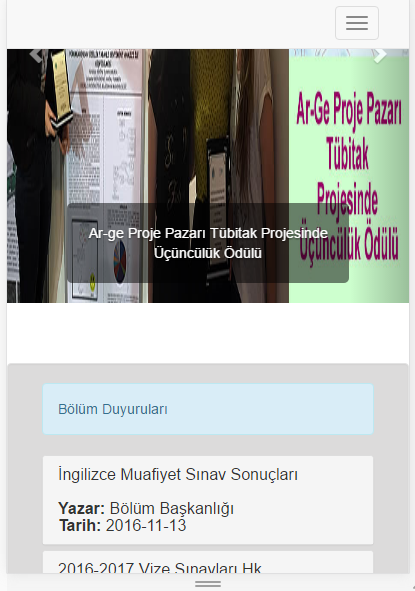 Ar-Ge Proje Pazarı
Tübitak
Projesinde
Üçüncülük Ödülü
Ar-ge Proje Pazarı Tübitak Projesinde
Üçüncülük Ödülü
Bölüm Duyuruları
İngilizce Muafiyet Sınav Sonuçları
Yazar: Bölüm Başkanlığı
Tarih: 2016-11-13
2016-2017 Vize Sınavları Hk.